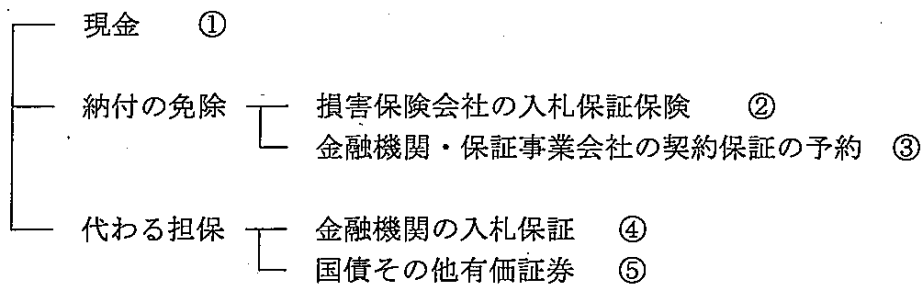 現金 ①
納付の免除 損害保険会社の入札保証保険 ②
金融機関・保証事業会社の契約保証の予約 ③
代わる担保 金融機関の入札保証 ④
国債その他有価証券 ⑤